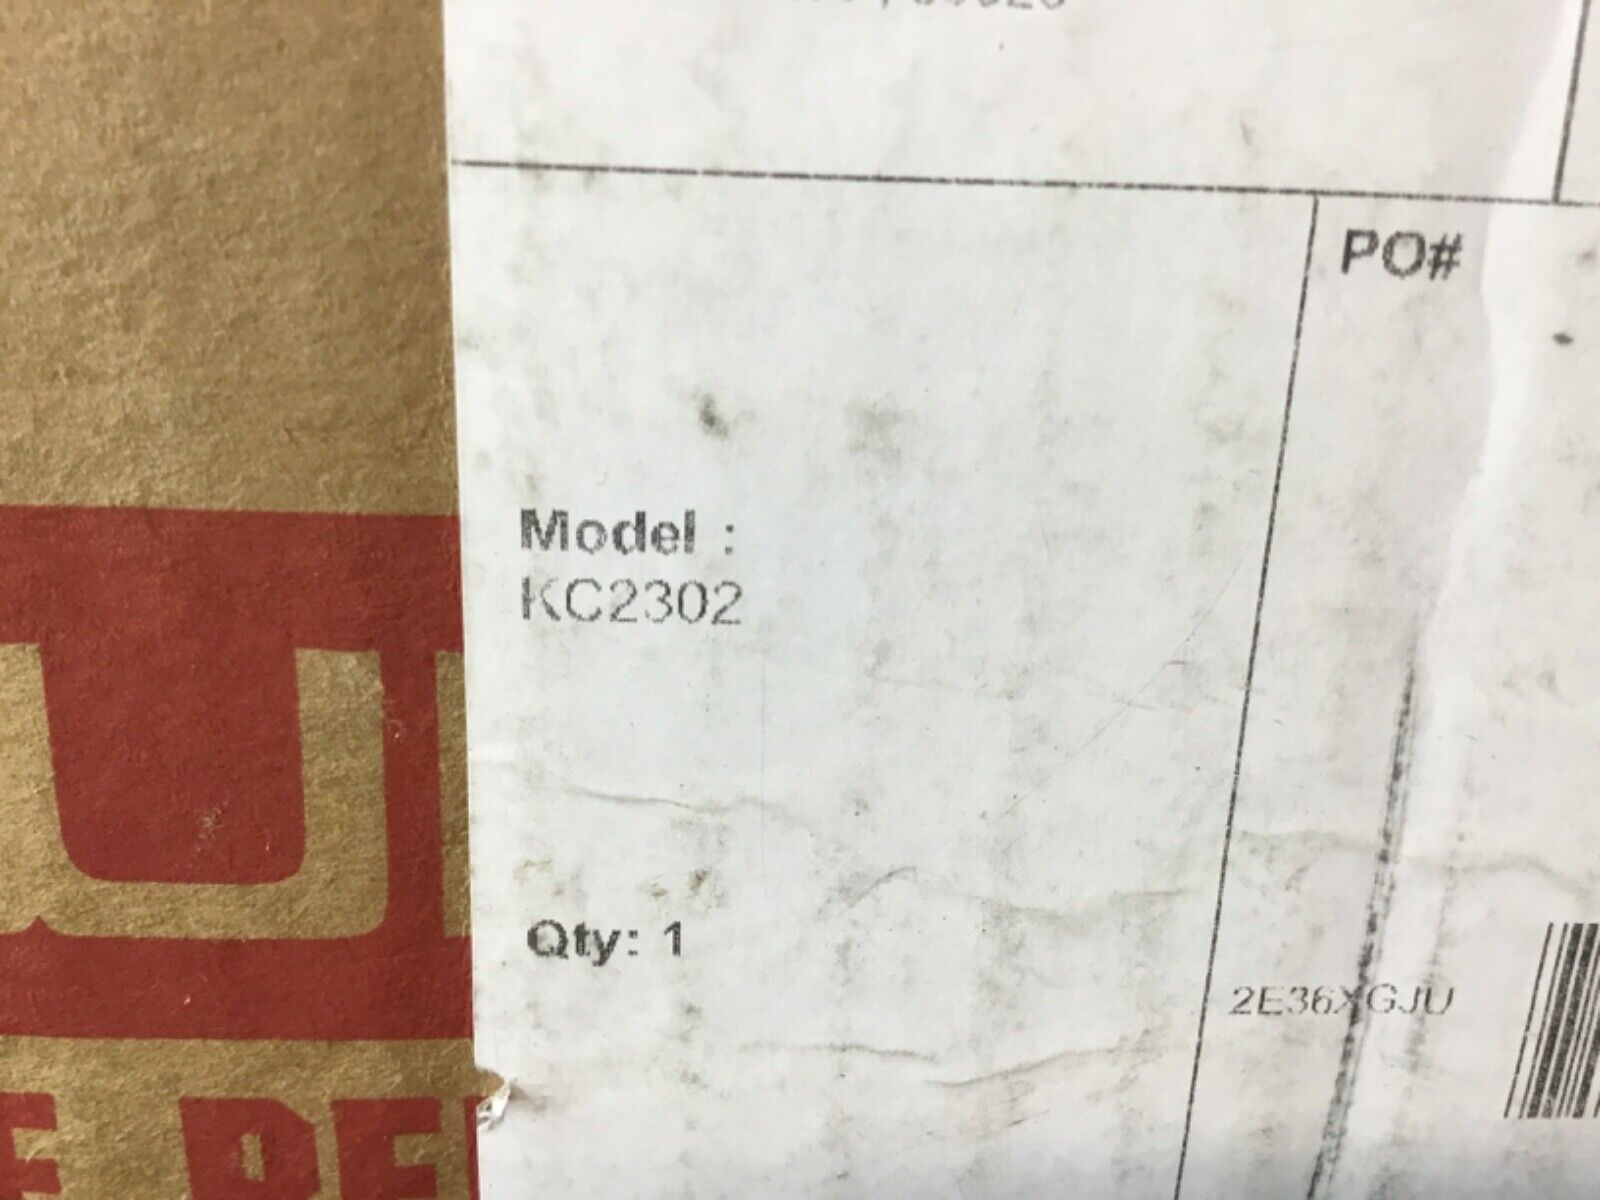 PO#
Model :
KC2302
Qty: 1
2E36XGJU